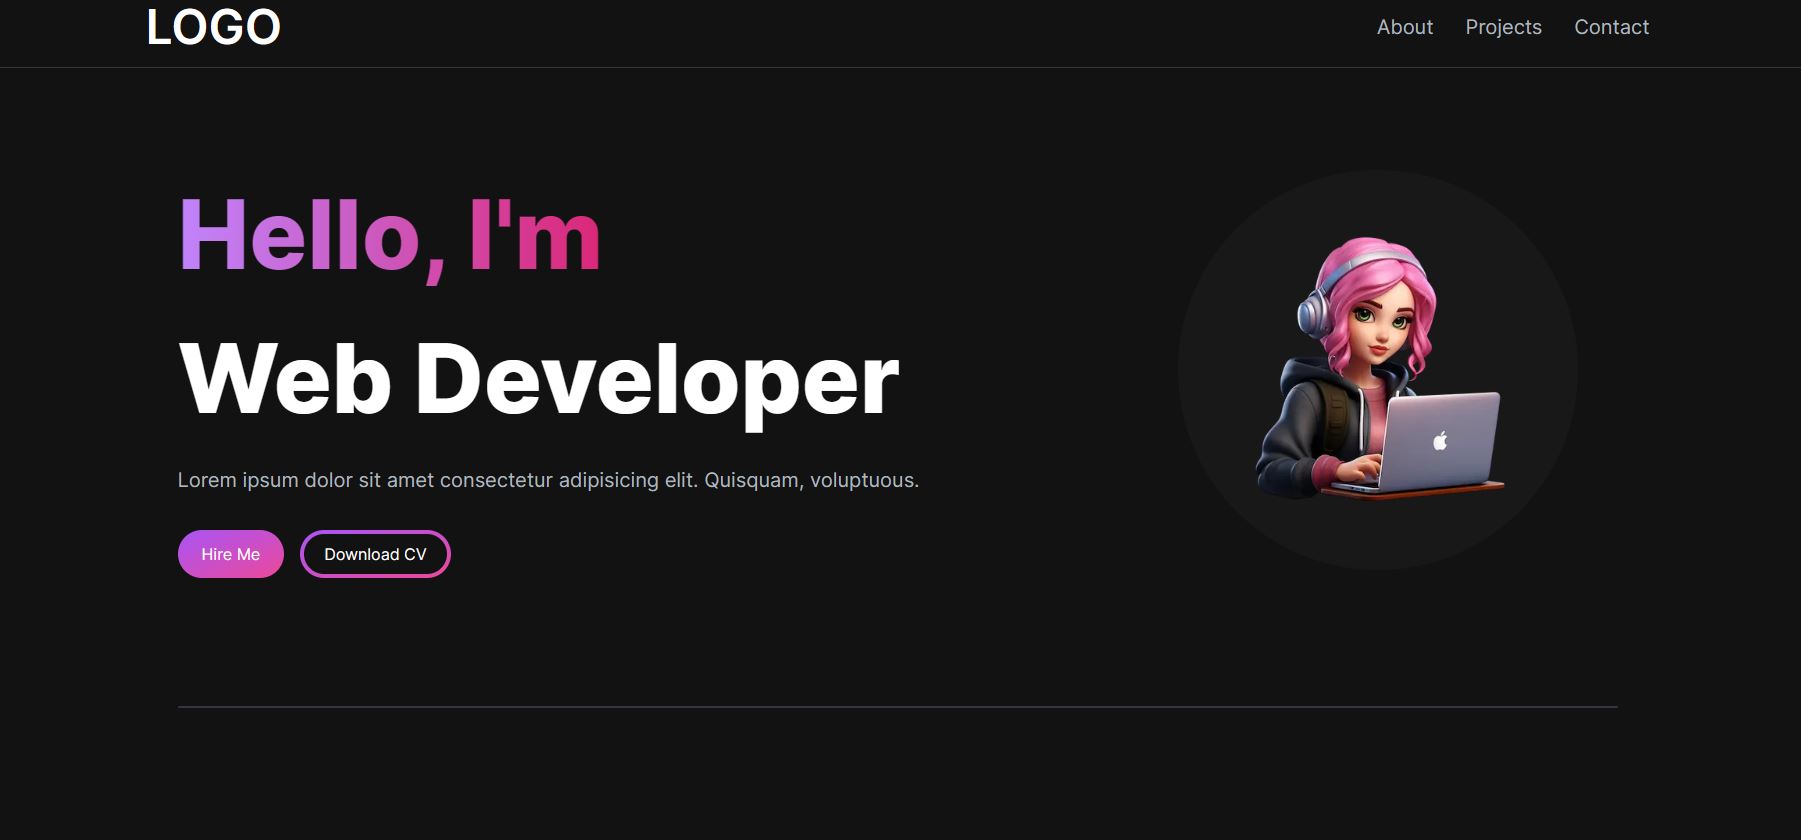 LOGO
About Projects Contact
Hello, I'm
Web Developer
Lorem ipsum dolor sit amet consectetur adipisicing elit. Quisquam, voluptuous.
Hire Me Download CV